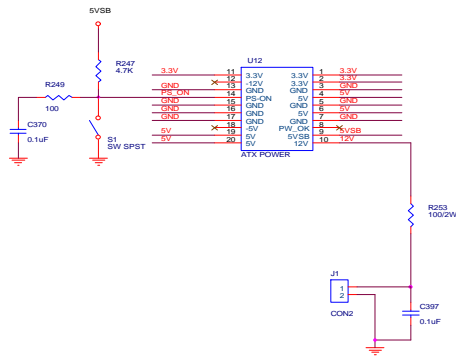 5VSB
R247
4.7K
R249
100
C370
0.1uF
S1
SW SPST
U12
3.3V 11 3.3V 3.3V 1 3.3V
12 -12V 3.3V 2 3.3V
GND 13 GND GND 3 GND
PS_ON 14 PS-ON 5V 4 5V
GND 15 GND GND 5 GND
GND 16 GND 5V 6 5V
GND 17 GND GND 7 GND
18 -5V PW_OK 8
5V 19 5V 5VSB 9 5VSB
5V 20 5V 12V 10 12V
ATX POWER
R253
100/2W
J1
1
2
CON2
C397
0.1uF